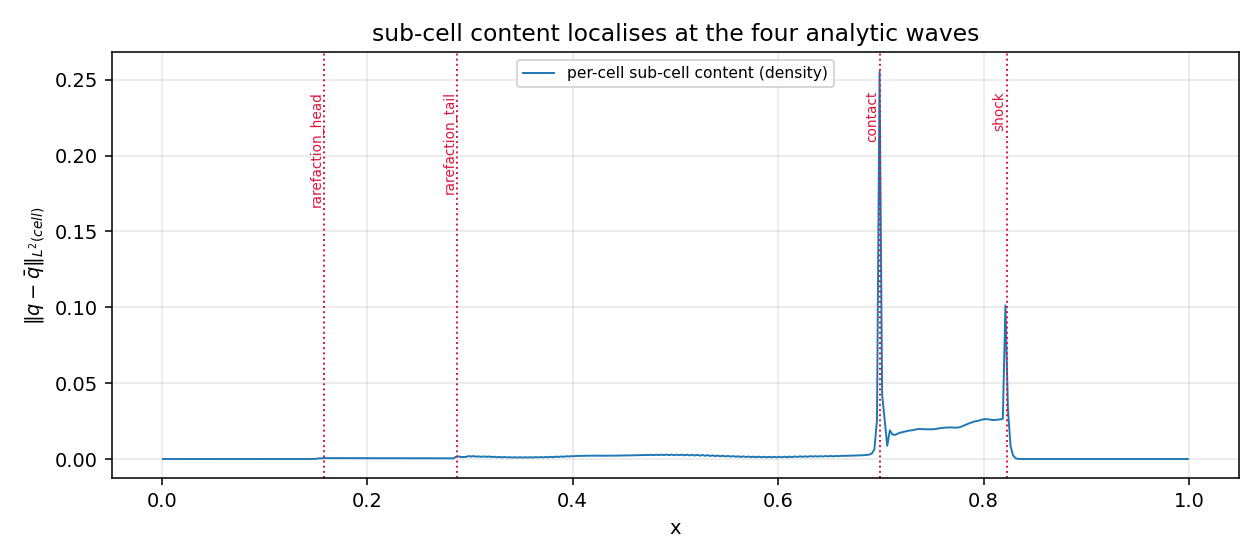 sub-cell content localises at the four analytic waves
per-cell sub-cell content (density)
rarefaction_head
rarefaction_tail
contact
shock
‖q − q̄‖_{L²(cell)}
0.25
0.20
0.15
0.10
0.05
0.00
0.0 0.2 0.4 0.6 0.8 1.0
x